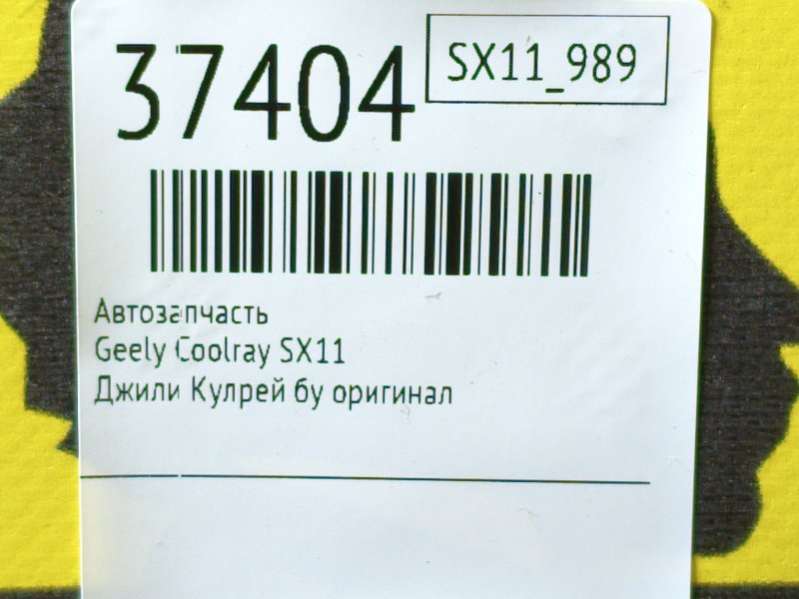 37404
SX11_989
Автозапчасть
Geely Coolray SX11
Джили Кулрей бу оригинал